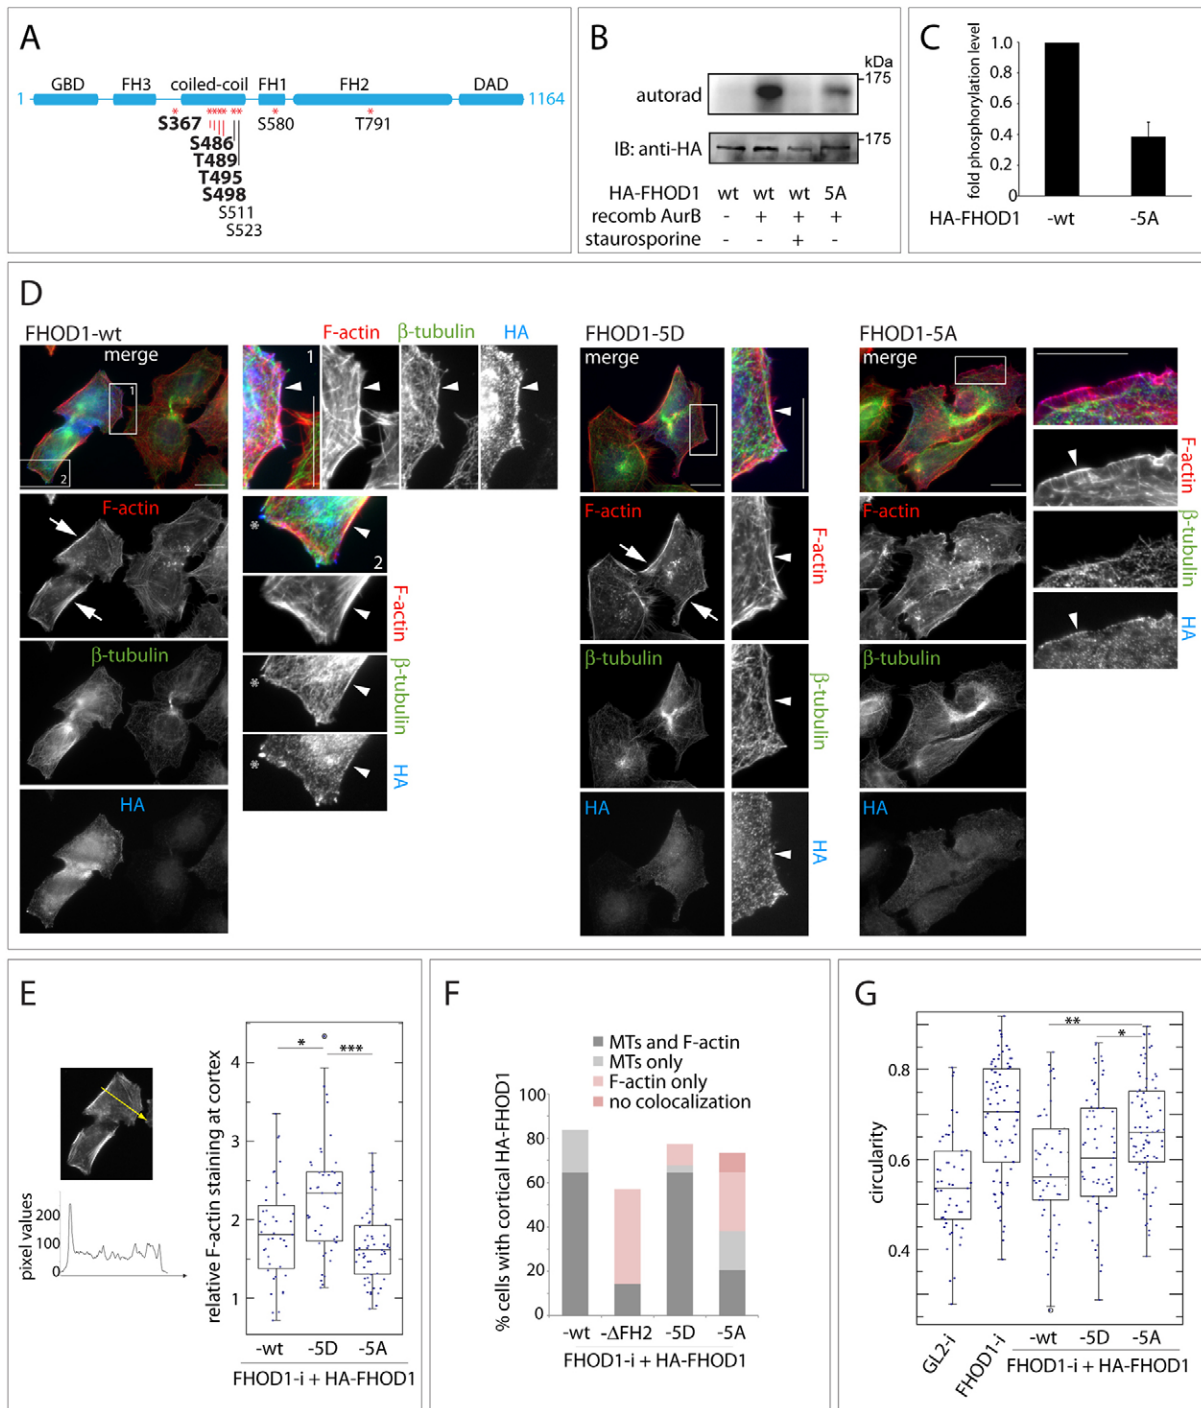 A
GBD FH3 coiled-coil FH1 FH2 DAD
1 1164
S367 S580 T791
S486
T489
T495
S498
S511
S523
B
kDa
autorad 175
IB: anti-HA 175
HA-FHOD1 wt wt wt 5A
recomb AurB - + + +
staurosporine - - + -
C
fold phosphorylation level
1.0
0.8
0.6
0.4
0.2
0
HA-FHOD1 -wt -5A
D
FHOD1-wt
merge
1
2
F-actin β-tubulin HA
1
F-actin
β-tubulin
HA
* 2
F-actin
* β-tubulin
* HA
FHOD1-5D
merge
F-actin
β-tubulin
HA
F-actin
β-tubulin
HA
FHOD1-5A
merge
F-actin
β-tubulin
HA
F-actin
β-tubulin
HA
E
pixel values
200
100
0
relative F-actin staining at cortex
4
3
2
1
* ***
-wt -5D -5A
FHOD1-i + HA-FHOD1
F
MTs and F-actin
MTs only
F-actin only
no colocalization
% cells with cortical HA-FHOD1
100
80
60
40
20
0
-wt -ΔFH2 -5D -5A
FHOD1-i + HA-FHOD1
G
circularity
0.8
0.6
0.4
**
*
GL2-i FHOD1-i -wt -5D -5A
FHOD1-i + HA-FHOD1